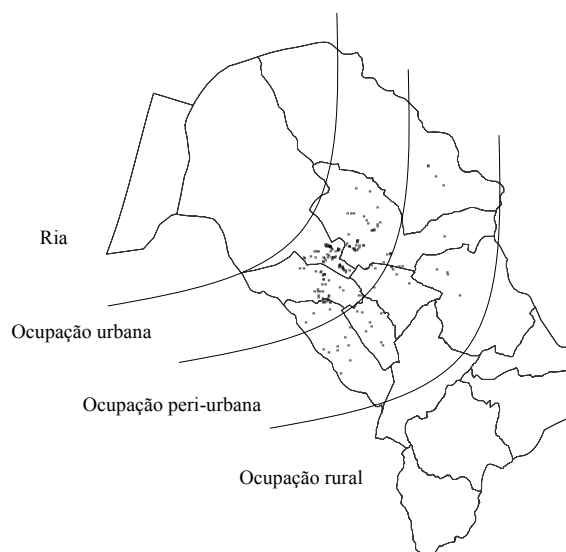 Ria
Ocupação urbana
Ocupação peri-urbana
Ocupação rural